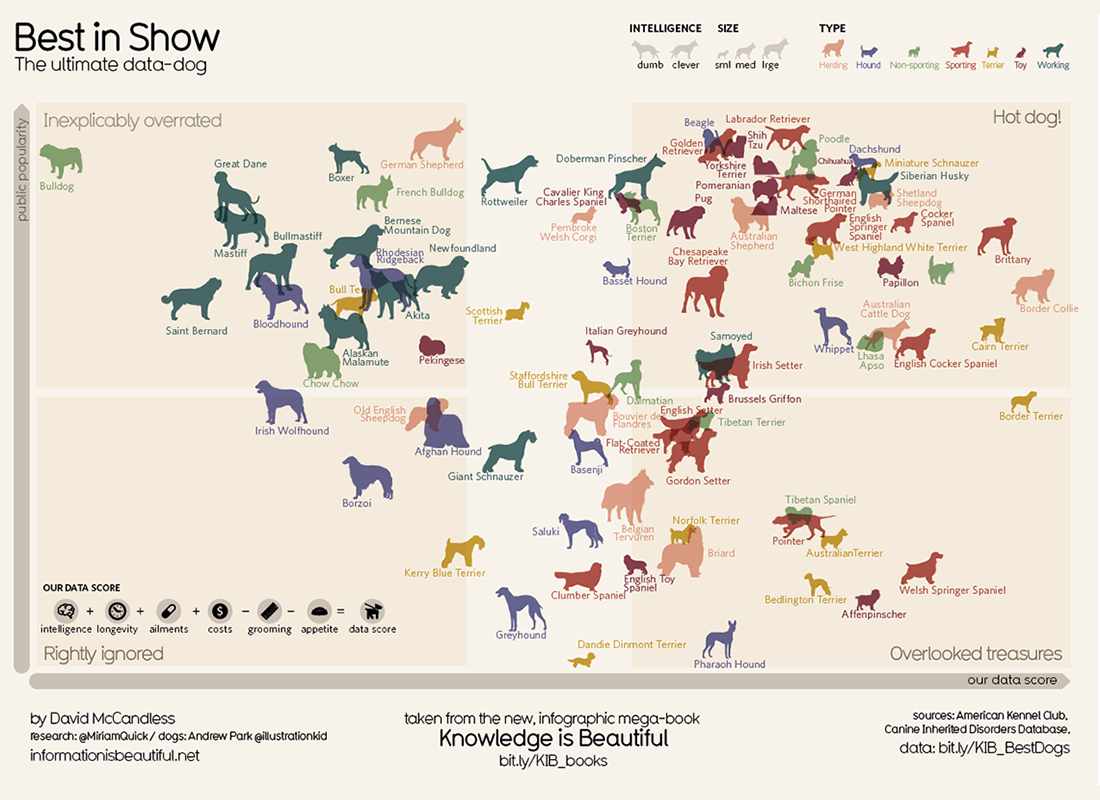 Best in Show
The ultimate data-dog
INTELLIGENCE
dumb clever
SIZE
sml med lrge
TYPE
Herding Hound Non-sporting Sporting Terrier Toy Working
public popularity
Inexplicably overrated
Hot dog!
Bulldog
Great Dane
Boxer
German Shepherd
French Bulldog
Rottweiler
Mastiff
Bullmastiff
Bernese
Mountain Dog
Rhodesian
Ridgeback
Newfoundland
Saint Bernard
Bloodhound
Bull Ter
Akita
Alaskan
Malamute
Pekingese
Chow Chow
Scottish
Terrier
Doberman Pinscher
Cavalier King
Charles Spaniel
Pembroke
Welsh Corgi
Boston
Terrier
Basset Hound
Italian Greyhound
Beagle
Labrador Retriever
Golden
Retriever
Shih
Tzu
Poodle
Yorkshire
Terrier
Chihuahua
Dachshund
Miniature Schnauzer
Siberian Husky
Pomeranian
Pug
Maltese
German
Shorthaired
Pointer
Shetland
Sheepdog
Australian
Shepherd
English
Springer
Spaniel
Cocker
Spaniel
Brittany
West Highland White Terrier
Chesapeake
Bay Retriever
Bichon Frise
Papillon
Border Collie
Australian
Cattle Dog
Whippet
Lhasa
Apso
English Cocker Spaniel
Cairn Terrier
Samoyed
Irish Setter
Staffordshire
Bull Terrier
Dalmatian
Brussels Griffon
Border Terrier
Irish Wolfhound
Old English
Sheepdog
Afghan Hound
Borzoi
Giant Schnauzer
Bouvier des
Flandres
English Setter
Tibetan Terrier
Basenji
Flat-Coated
Retriever
Gordon Setter
Belgian
Tervuren
Saluki
Norfolk Terrier
Briard
Tibetan Spaniel
Pointer
AustralianTerrier
Kerry Blue Terrier
Clumber Spaniel
English Toy
Spaniel
Bedlington Terrier
Affenpinscher
Welsh Springer Spaniel
Greyhound
Dandie Dinmont Terrier
Pharaoh Hound
OUR DATA SCORE
intelligence + longevity + ailments + costs – grooming – appetite = data score
Rightly ignored
Overlooked treasures
our data score
by David McCandless
research: @MiriamQuick / dogs: Andrew Park @illustrationkid
informationisbeautiful.net
taken from the new, infographic mega-book
Knowledge is Beautiful
bit.ly/KIB_books
sources: American Kennel Club,
Canine Inherited Disorders Database,
data: bit.ly/KIB_BestDogs